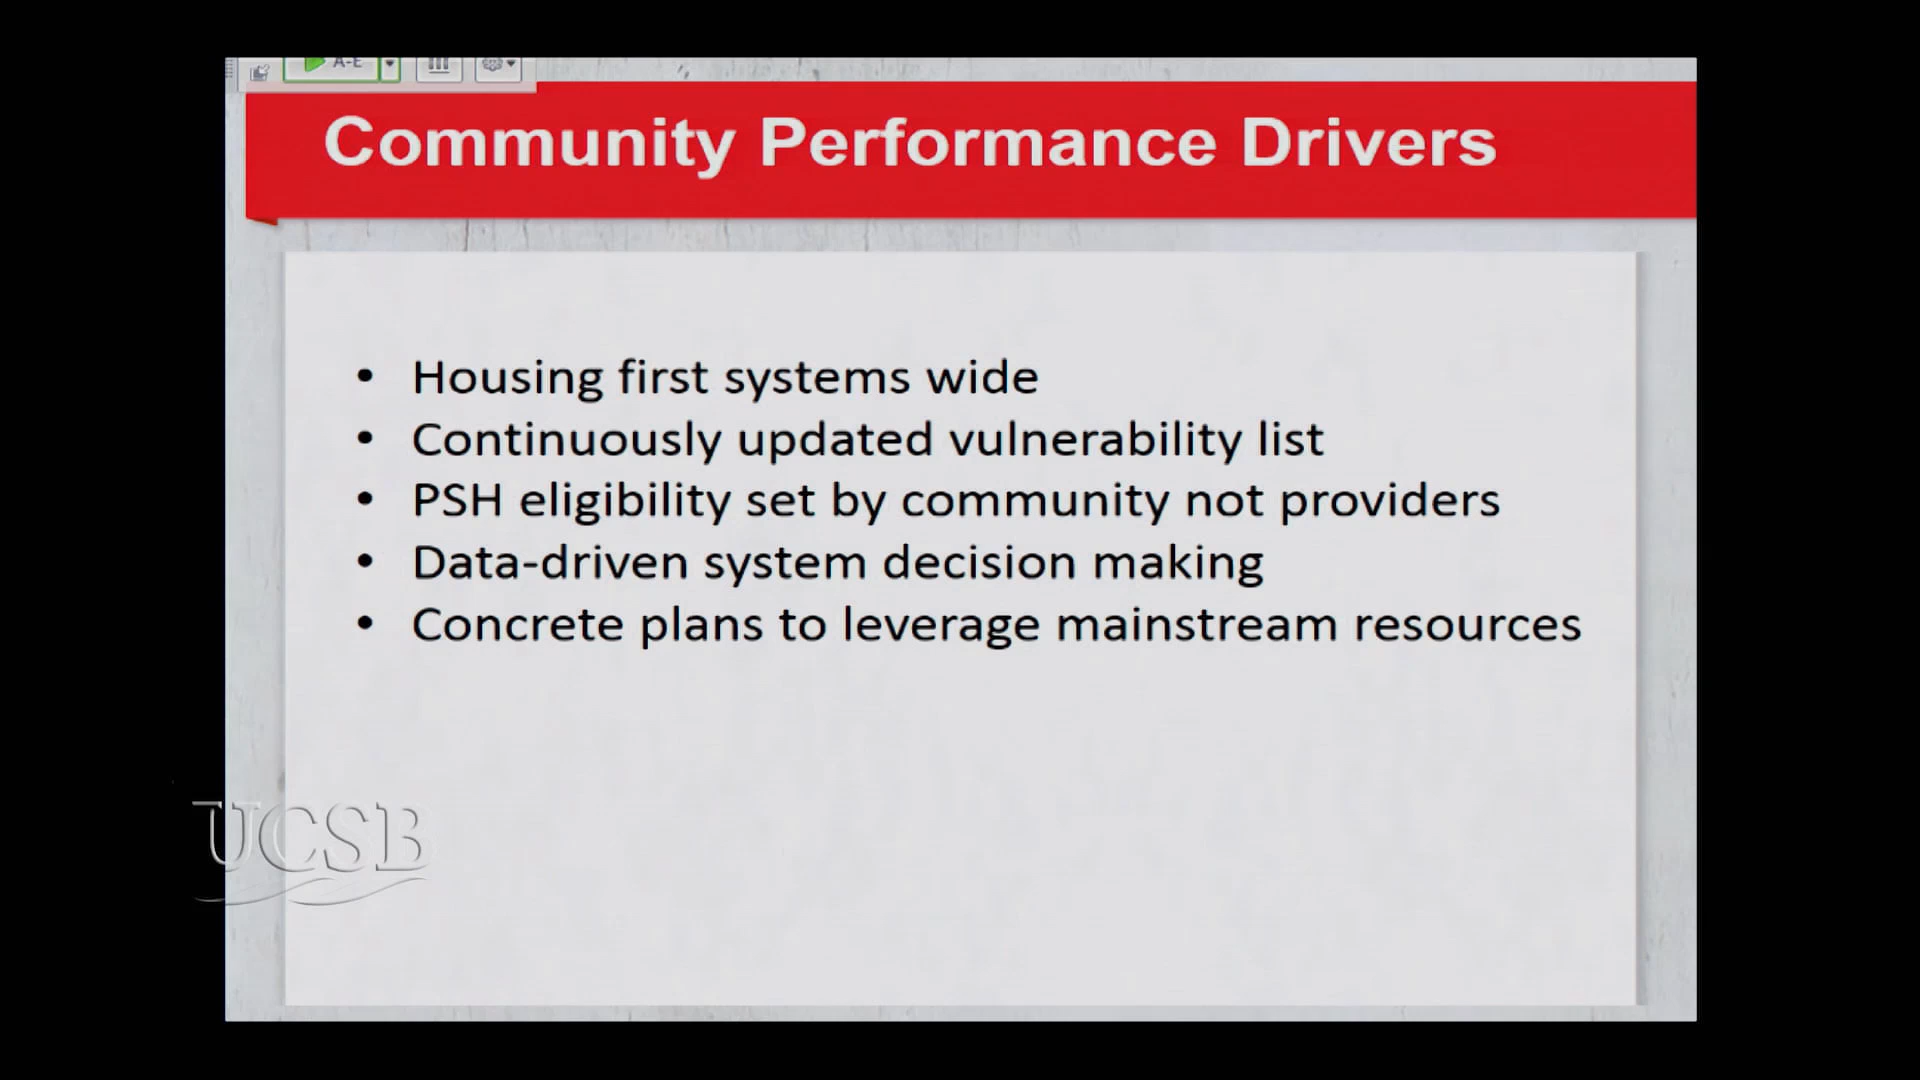 A-E
Community Performance Drivers
• Housing first systems wide
• Continuously updated vulnerability list
• PSH eligibility set by community not providers
• Data-driven system decision making
• Concrete plans to leverage mainstream resources
UCSB